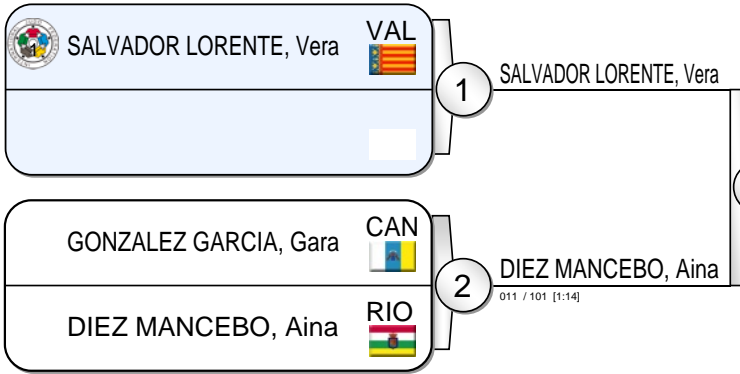 1 SALVADOR LORENTE, Vera VAL
1 SALVADOR LORENTE, Vera
GONZALEZ GARCIA, Gara CAN
2 DIEZ MANCEBO, Aina
011 / 101 [1:14]
DIEZ MANCEBO, Aina RIO